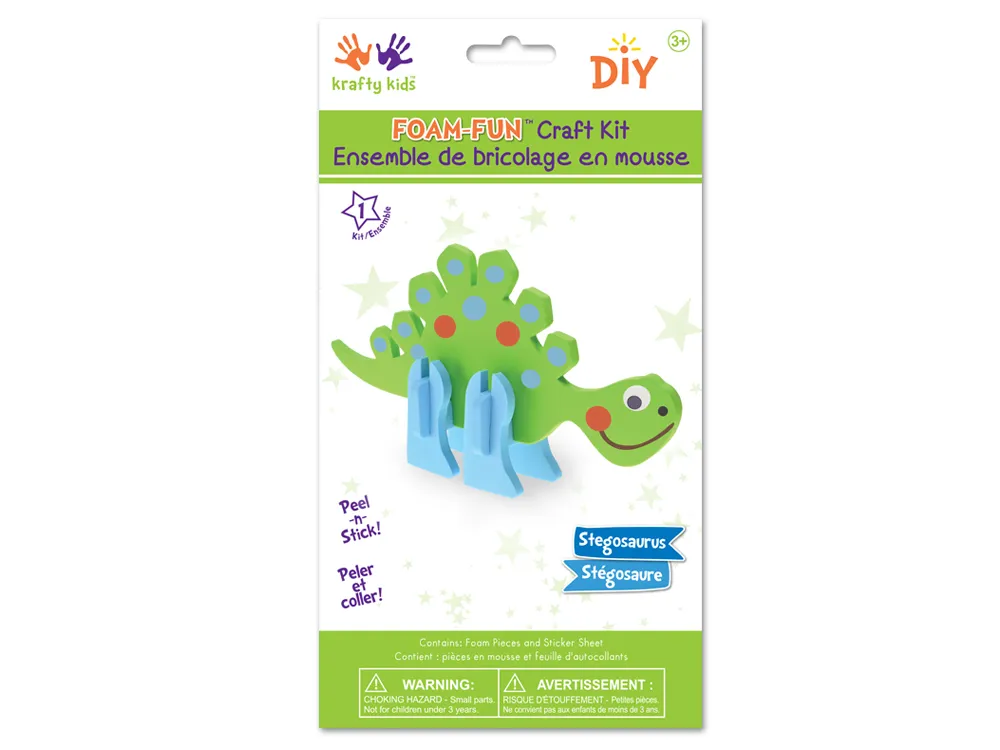 krafty kids™
DiY
3+
FOAM-FUN™ Craft Kit
Ensemble de bricolage en mousse
1
Kit/Ensemble
Peel
-n-
Stick!
Peler
et
coller!
Stegosaurus
Stégosaure
Contains: Foam Pieces and Sticker Sheet
Contient : pièces en mousse et feuille d'autocollants
WARNING:
CHOKING HAZARD - Small parts.
Not for children under 3 years.
AVERTISSEMENT :
RISQUE D'ÉTOUFFEMENT - Petites pièces.
Ne convient pas aux enfants de moins de 3 ans.